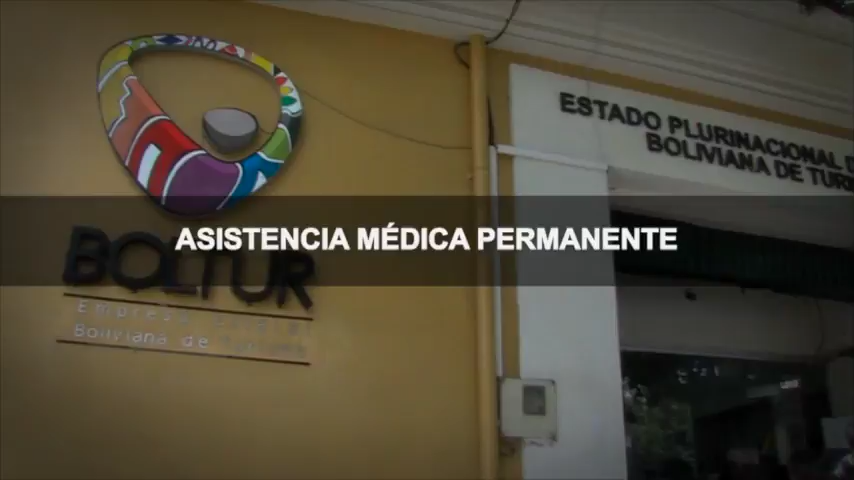 ESTADO PLURINACIONAL D
BOLIVIANA DE TURI
ASISTENCIA MÉDICA PERMANENTE
BOLTUR
Empresa Estatal
Boliviana de Turismo